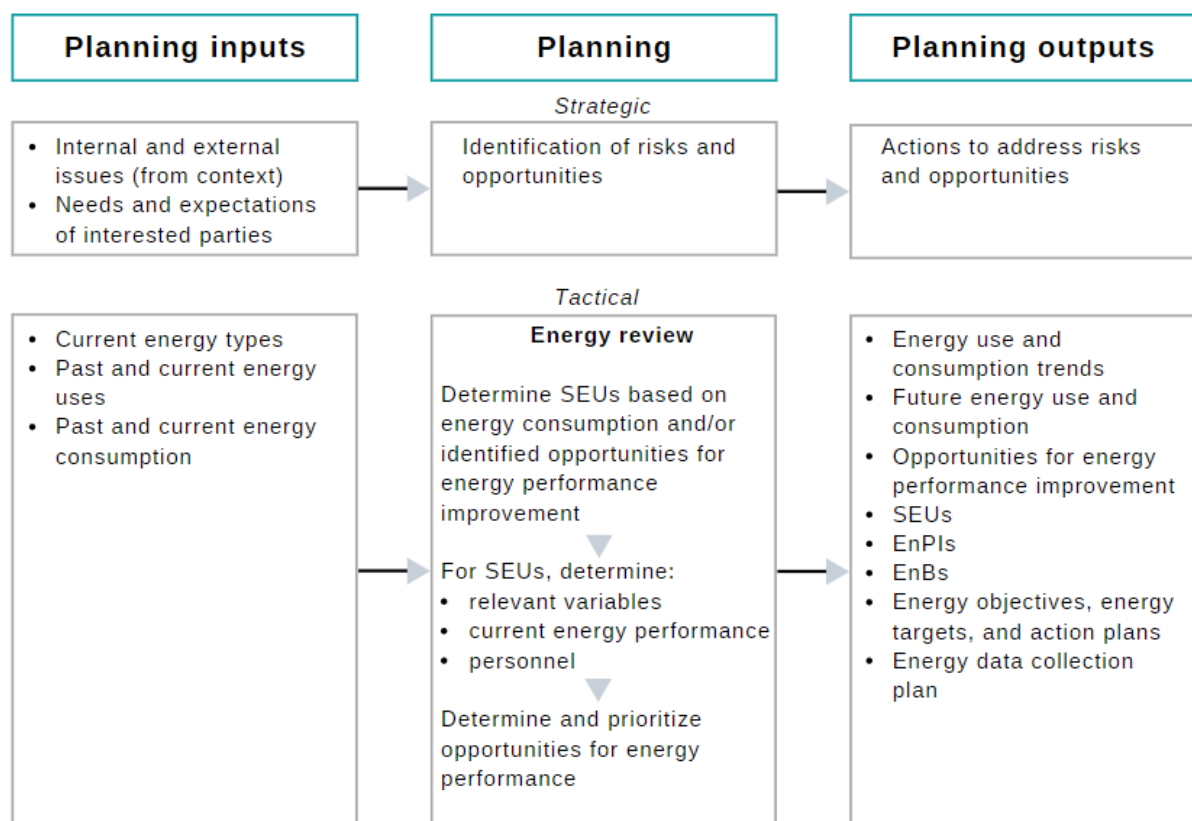 Planning inputs
Planning
Planning outputs
Strategic
• Internal and external
issues (from context)
• Needs and expectations
of interested parties
Identification of risks and
opportunities
Actions to address risks
and opportunities
Tactical
• Current energy types
• Past and current energy
uses
• Past and current energy
consumption
Energy review
Determine SEUs based on
energy consumption and/or
identified opportunities for
energy performance
improvement
For SEUs, determine:
• relevant variables
• current energy performance
• personnel
Determine and prioritize
opportunities for energy
performance
• Energy use and
consumption trends
• Future energy use and
consumption
• Opportunities for energy
performance improvement
• SEUs
• EnPIs
• EnBs
• Energy objectives, energy
targets, and action plans
• Energy data collection
plan